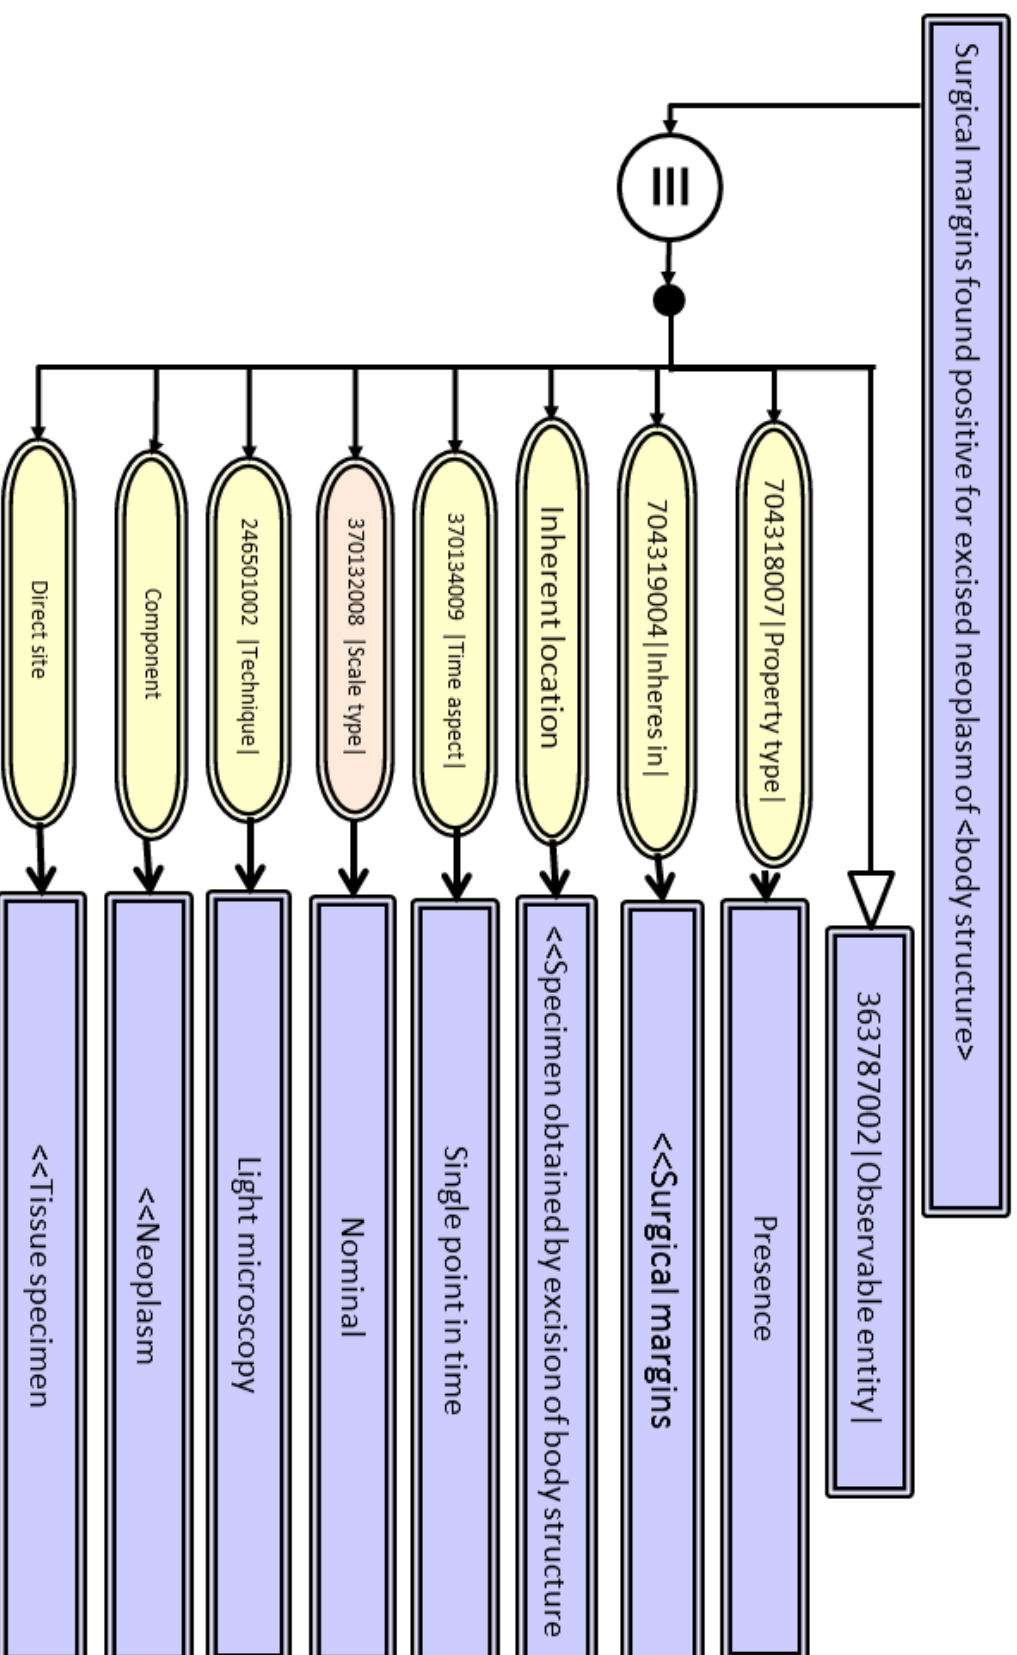 Surgical margins found positive for excised neoplasm of <body structure>
≡
363787002|Observable entity|
704318007|Property type|
Presence
704319004|Inheres in|
<<Surgical margins
Inherent location
<<Specimen obtained by excision of body structure
370134009 |Time aspect|
Single point in time
370132008 |Scale type|
Nominal
246501002 |Technique|
Light microscopy
Component
<<Neoplasm
Direct site
<<Tissue specimen